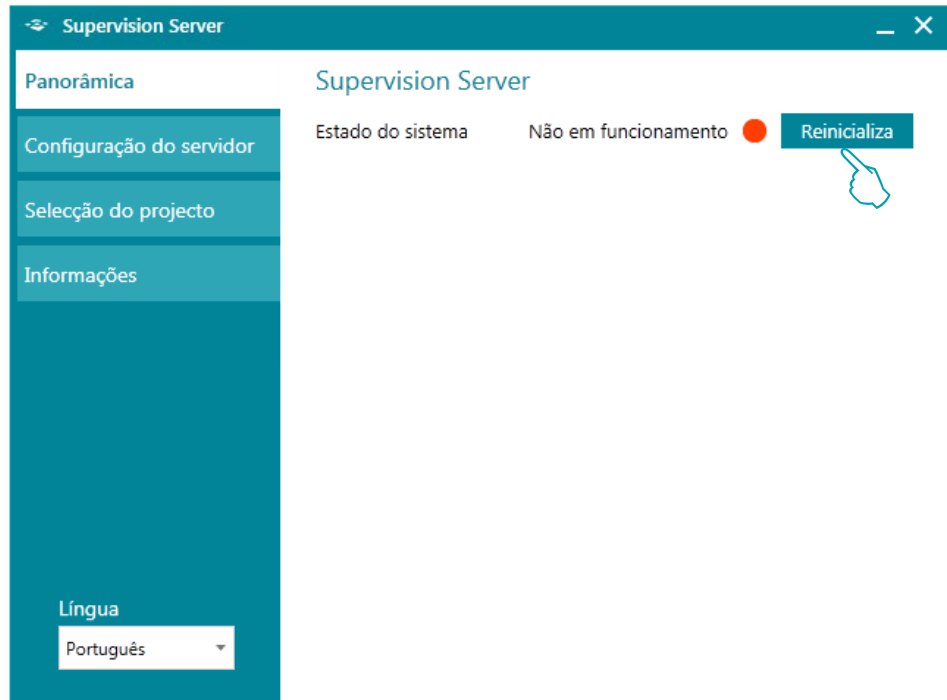 Supervision Server
Panorâmica
Configuração do servidor
Selecção do projecto
Informações
Língua
Português
Supervision Server
Estado do sistema Não em funcionamento Reinicializa